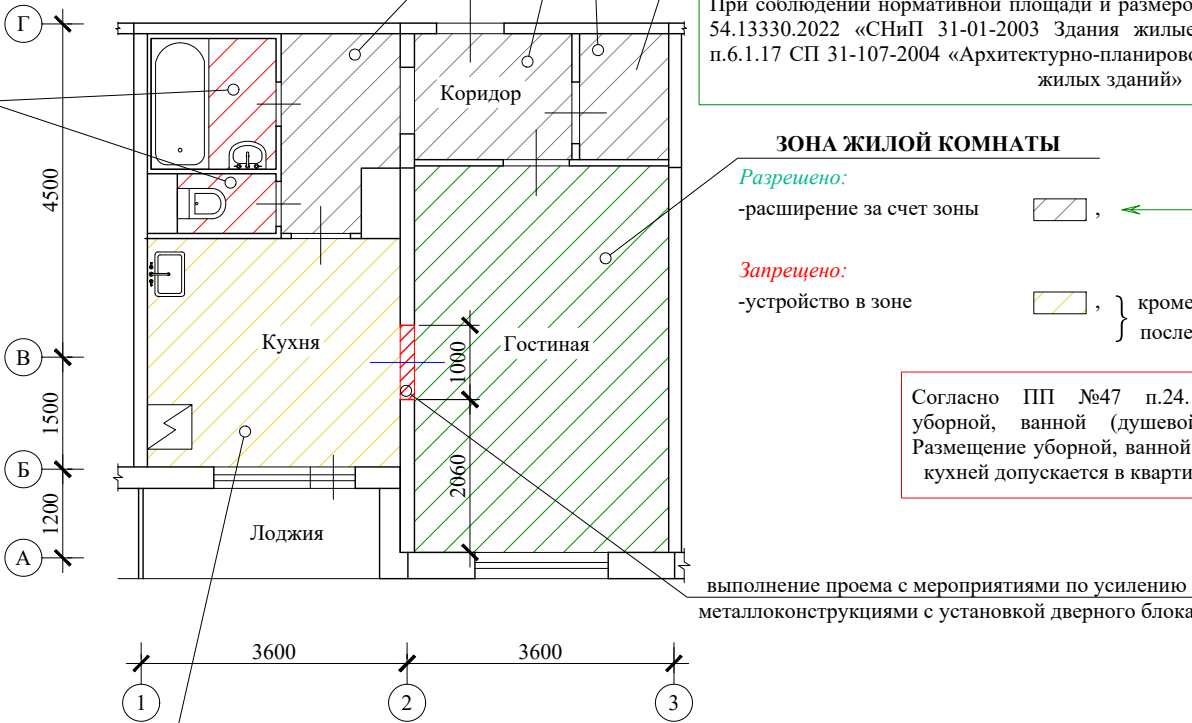 При соблюдении нормативной площади и размеро
54.13330.2022 «СНиП 31-01-2003 Здания жилые
п.6.1.17 СП 31-107-2004 «Архитектурно-планиров
жилых зданий»
ЗОНА ЖИЛОЙ КОМНАТЫ
Разрешено:
-расширение за счет зоны ,
Запрещено:
-устройство в зоне , } кроме
после
Согласно ПП №47 п.24.
уборной, ванной (душевой
Размещение уборной, ванной
кухней допускается в кварти
выполнение проема с мероприятиями по усилению
металлоконструкциями с установкой дверного блока
Г
В
Б
А
4500
1500
1200
Коридор
Кухня
Гостиная
1000
2060
Лоджия
3600
3600
1
2
3